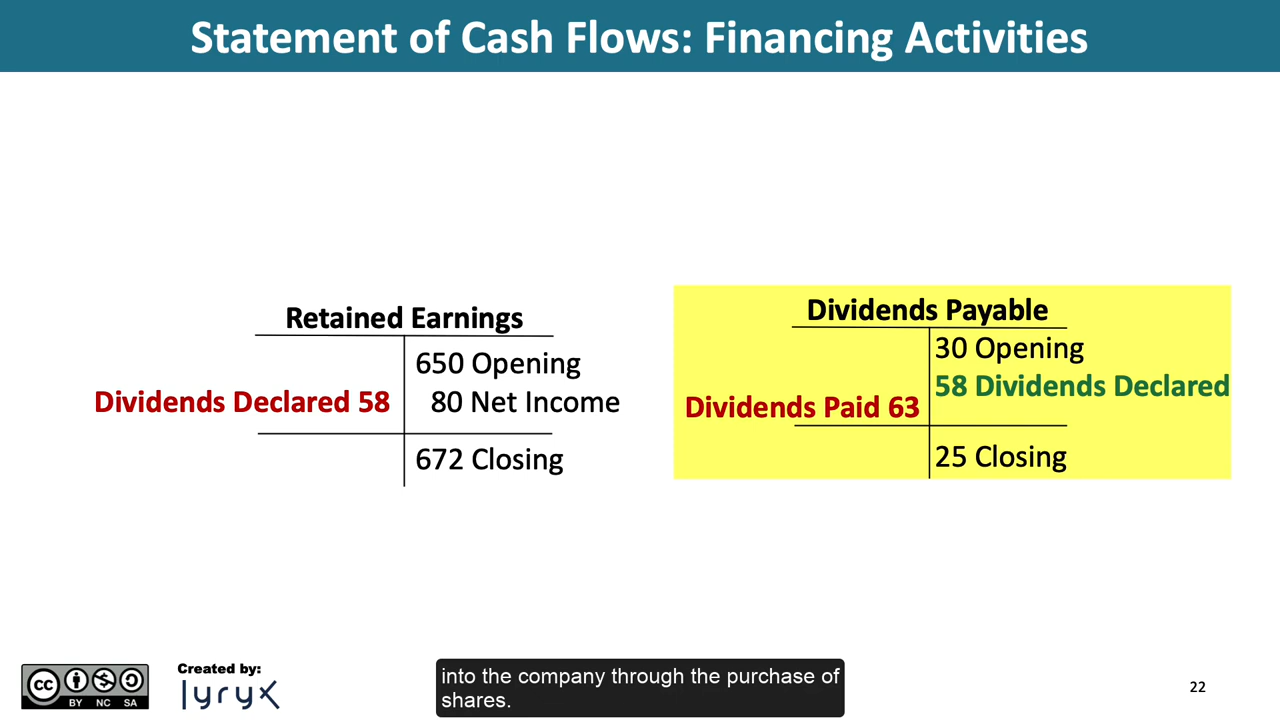 Statement of Cash Flows: Financing Activities
Retained Earnings
650 Opening
Dividends Declared 58
80 Net Income
672 Closing
Dividends Payable
30 Opening
58 Dividends Declared
Dividends Paid 63
25 Closing
cc
BY NC SA
Created by:
lyryx
into the company through the purchase of
shares.
22